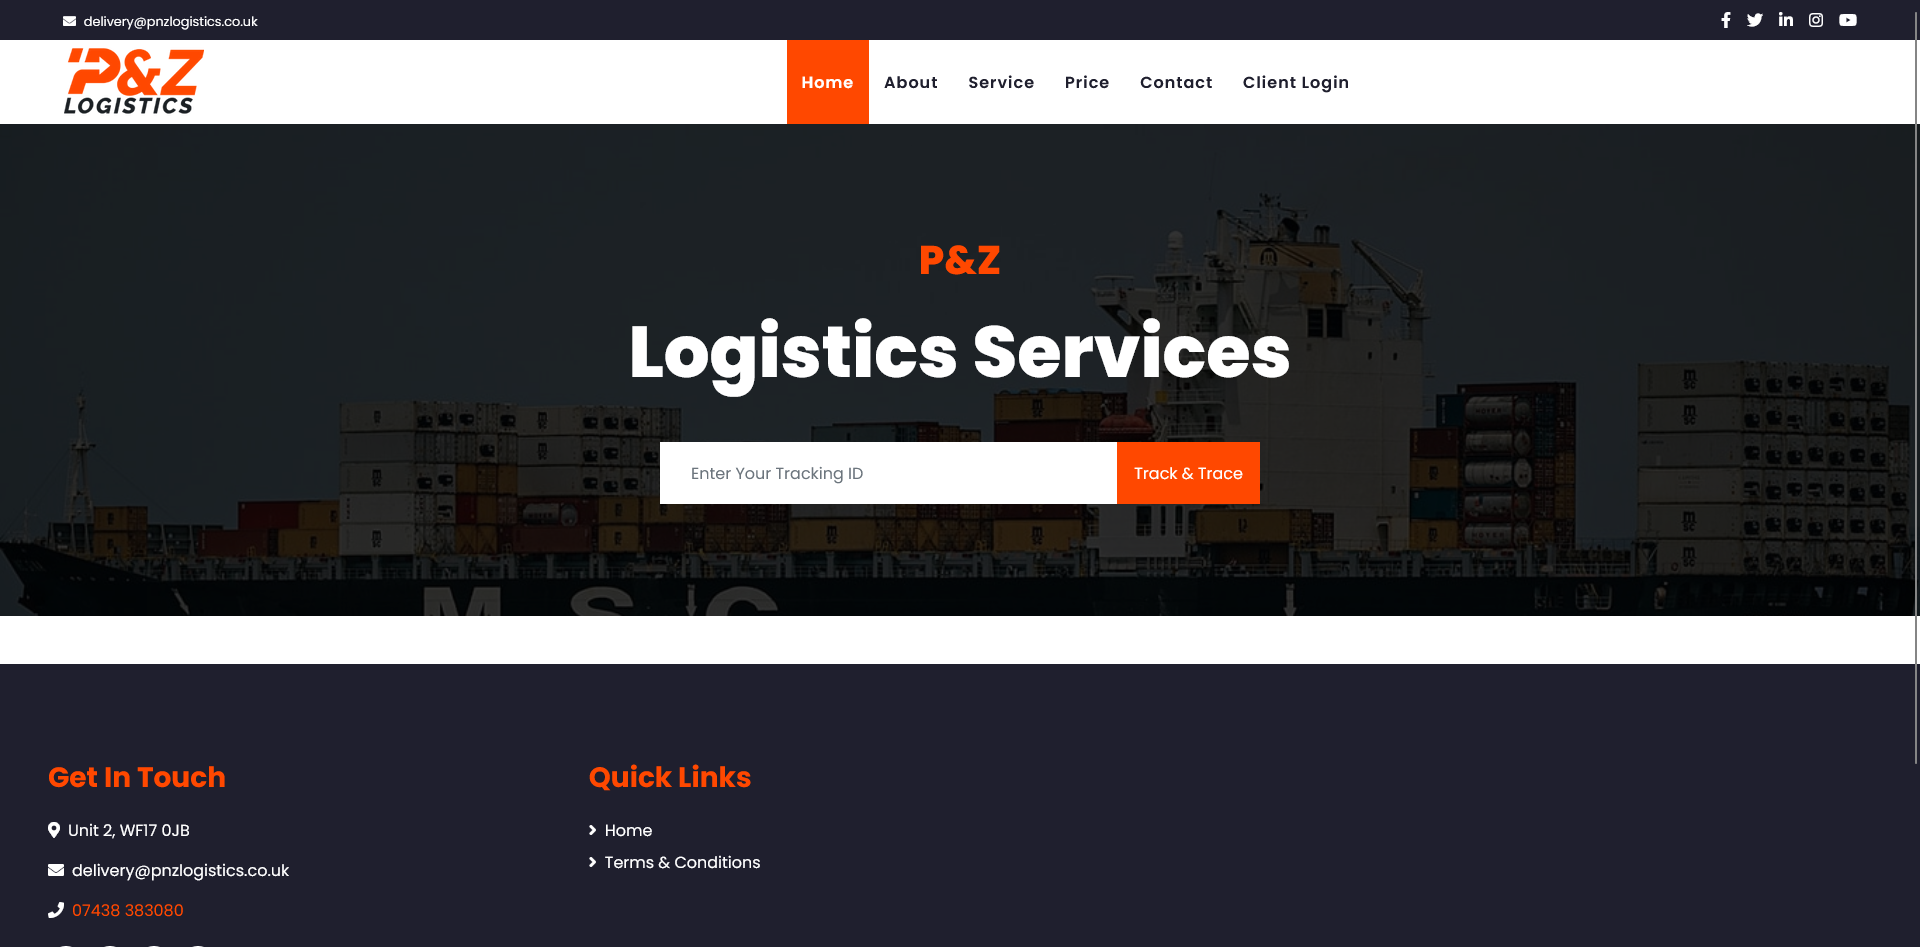 delivery@pnzlogistics.co.uk
P&Z
LOGISTICS
Home About Service Price Contact Client Login
P&Z
Logistics Services
Enter Your Tracking ID Track & Trace
M S C
Get In Touch
Unit 2, WF17 0JB
delivery@pnzlogistics.co.uk
07438 383080
Quick Links
Home
Terms & Conditions